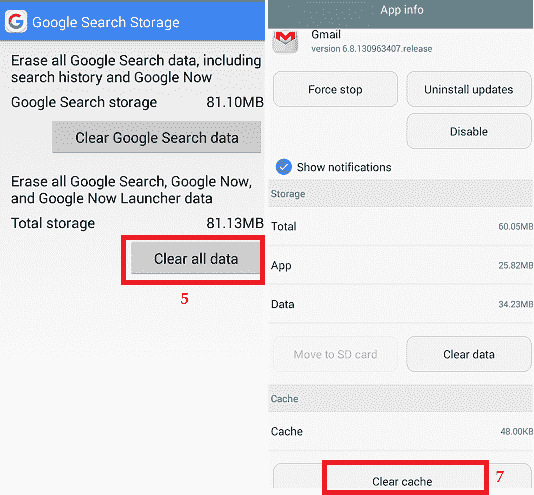 Google Search Storage
Erase all Google Search data, including
search history and Google Now
Google Search storage 81.10MB
Clear Google Search data
Erase all Google Search, Google Now,
and Google Now Launcher data
Total storage 81.13MB
Clear all data
5
App info
Gmail
version 6.8.130963407.release
Force stop
Uninstall updates
Disable
Show notifications
Storage
Total 60.05MB
App 25.82MB
Data 34.23MB
Move to SD card
Clear data
Cache
Cache 48.00KB
Clear cache
7